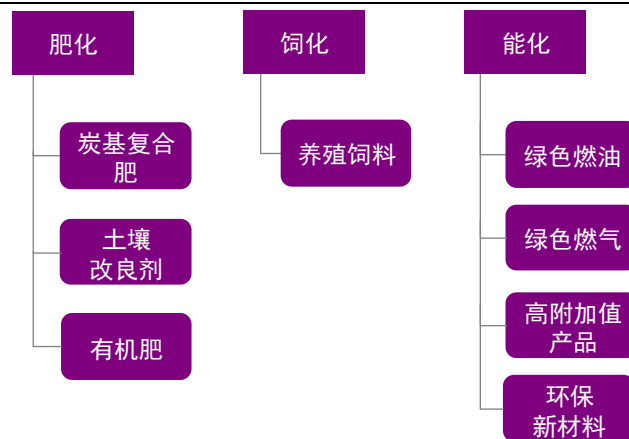 肥化
炭基复合
肥
土壤
改良剂
有机肥
饲化
养殖饲料
能化
绿色燃油
绿色燃气
高附加值
产品
环保
新材料